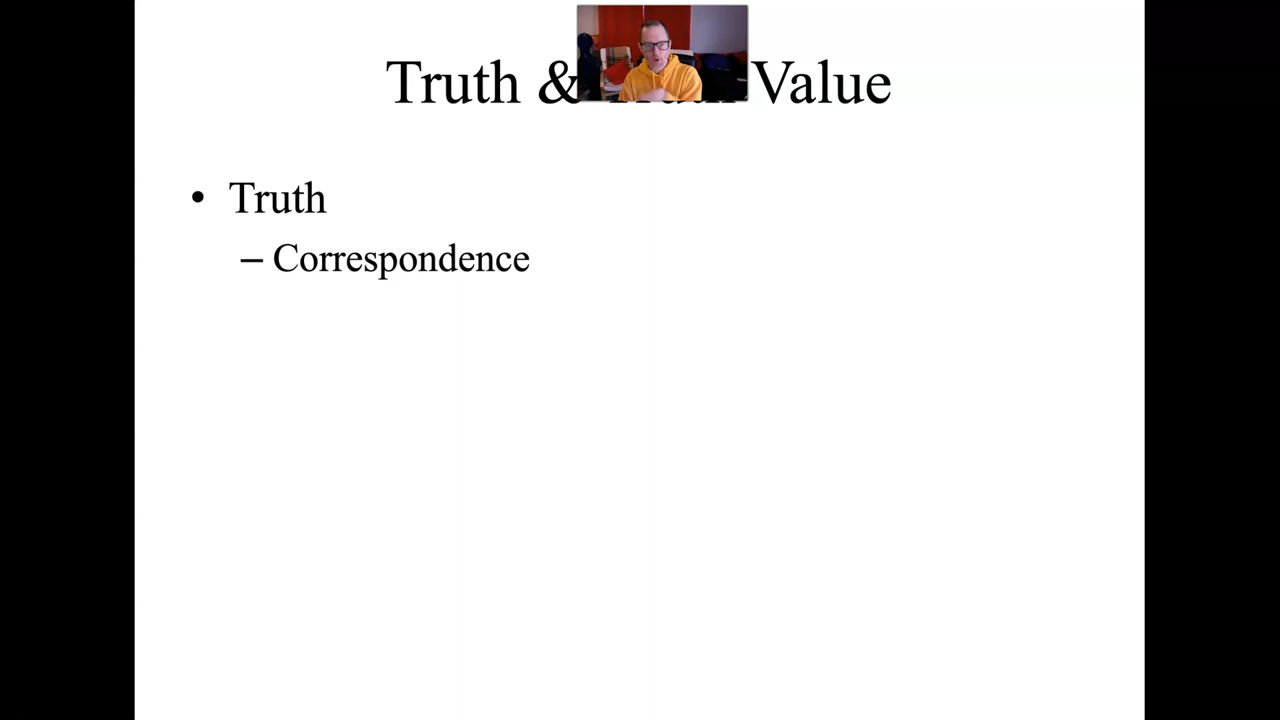 Truth & Value
• Truth
– Correspondence